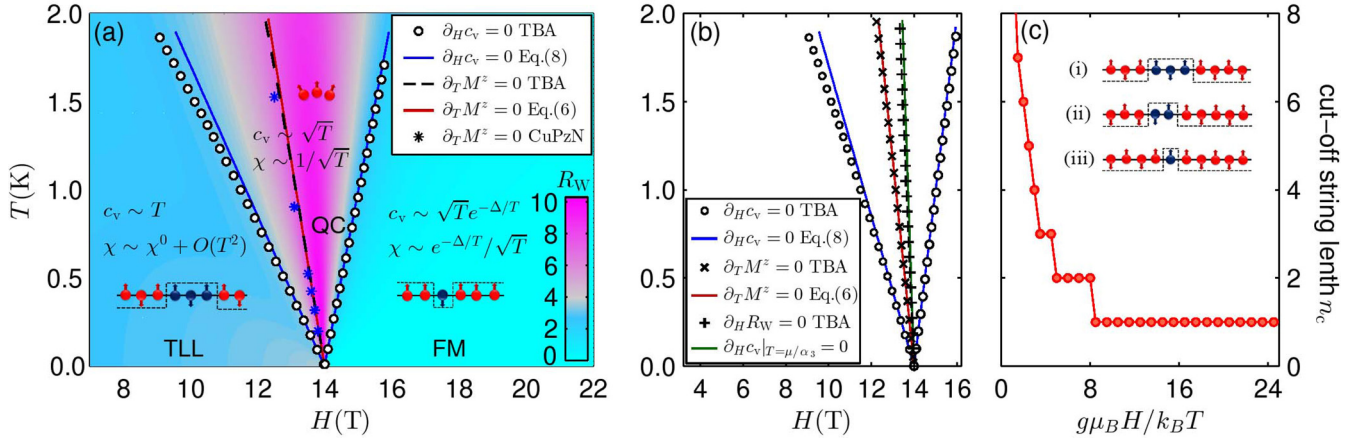 (a)
∂_H c_v = 0 TBA
∂_H c_v = 0 Eq.(8)
∂_T M^z = 0 TBA
∂_T M^z = 0 Eq.(6)
∂_T M^z = 0 CuPzN
c_v ∼ √T
χ ∼ 1/√T
QC
c_v ∼ T
χ ∼ χ^0 + O(T^2)
c_v ∼ √T e^{−Δ/T}
χ ∼ e^{−Δ/T}/√T
R_W
10
8
6
4
2
0
TLL
FM
2.0
1.5
1.0
0.5
0.0
T(K)
8 10 12 14 16 18 20 22
H(T)
(b)
∂_H c_v = 0 TBA
∂_H c_v = 0 Eq.(8)
∂_T M^z = 0 TBA
∂_T M^z = 0 Eq.(6)
∂_H R_W = 0 TBA
∂_H c_v|_{T=μ/α_3} = 0
2.0
1.5
1.0
0.5
0.0
4 6 8 10 12 14 16
H(T)
(c)
(i)
(ii)
(iii)
8
6
4
2
0
cut-off string lenth n_c
0 8 16 24
gμ_B H/k_B T